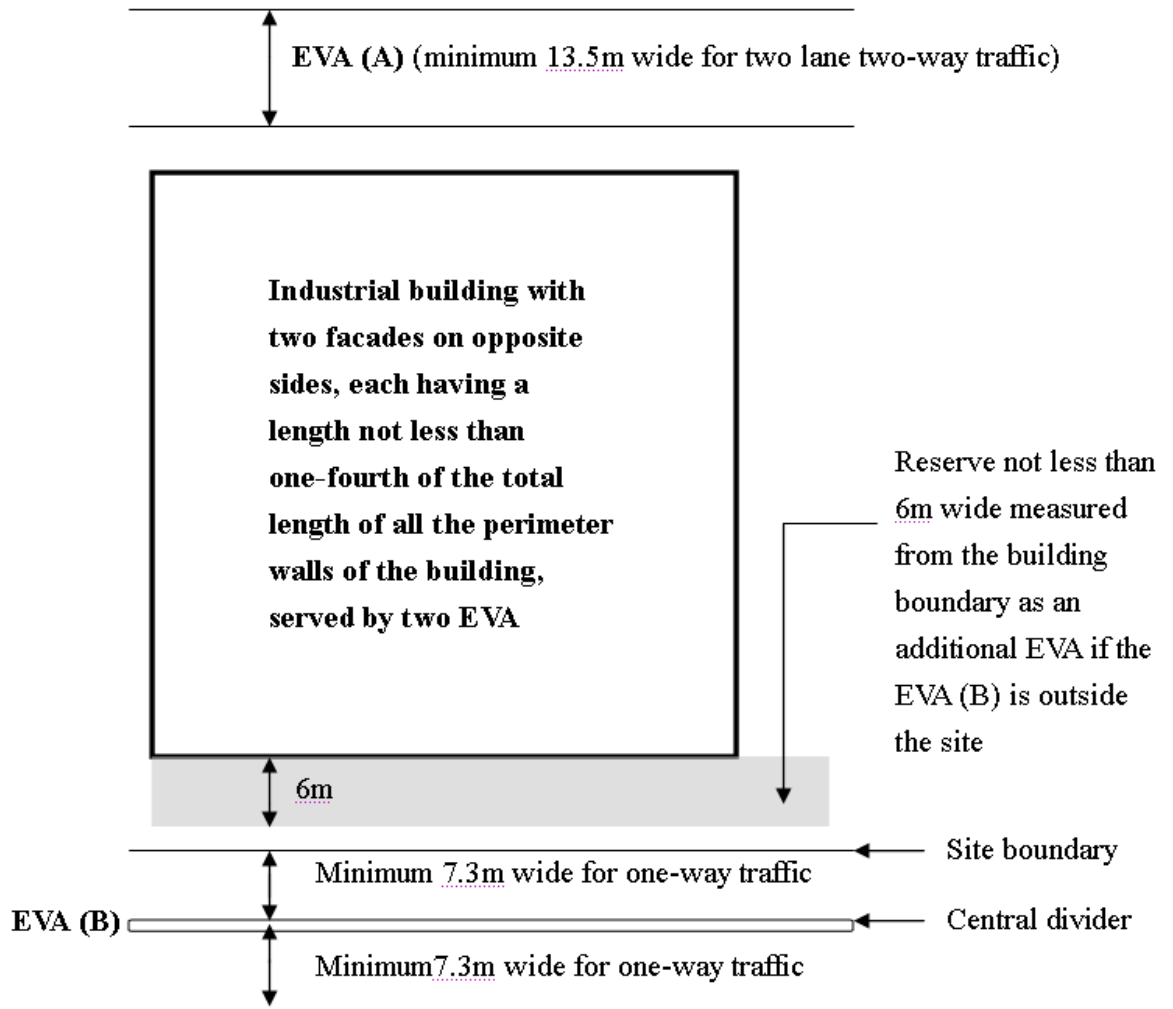 EVA (A) (minimum 13.5m wide for two lane two-way traffic)
Industrial building with
two facades on opposite
sides, each having a
length not less than
one-fourth of the total
length of all the perimeter
walls of the building,
served by two EVA
Reserve not less than
6m wide measured
from the building
boundary as an
additional EVA if the
EVA (B) is outside
the site
6m
Site boundary
Minimum 7.3m wide for one-way traffic
EVA (B)
Central divider
Minimum7.3m wide for one-way traffic